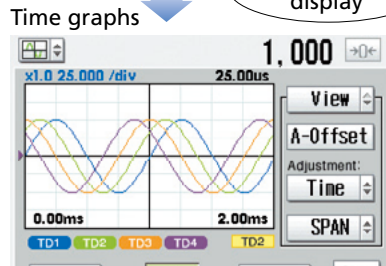 display
Time graphs
1,000 →0←
x1.0 25.000 /div 25.00us
View
A-Offset
Adjustment:
Time
0.00ms 2.00ms
SPAN
TD1 TD2 TD3 TD4 TD2